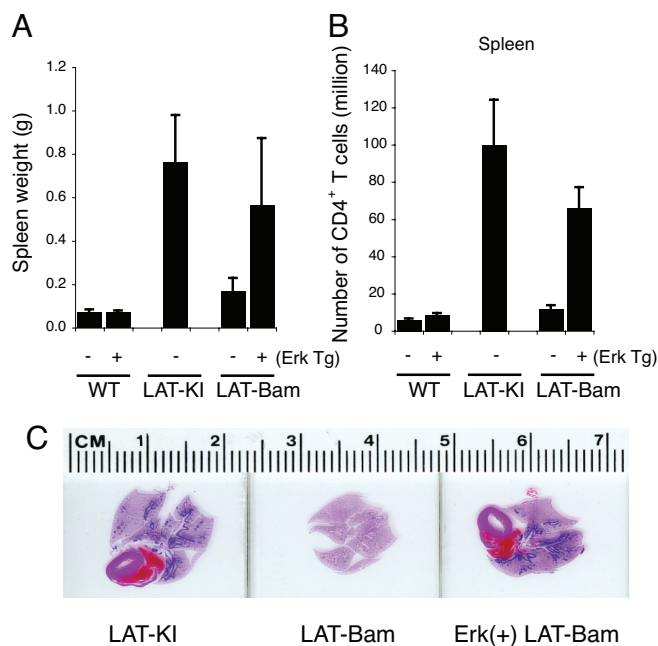 A
Spleen weight (g)
1.2
1.0
0.8
0.6
0.4
0.2
0.0
- + - - + (Erk Tg)
WT LAT-KI LAT-Bam
B
Spleen
Number of CD4+ T cells (million)
140
120
100
80
60
40
20
0
- + - - + (Erk Tg)
WT LAT-KI LAT-Bam
C
CM 1 2 3 4 5 6 7
LAT-KI LAT-Bam Erk(+) LAT-Bam